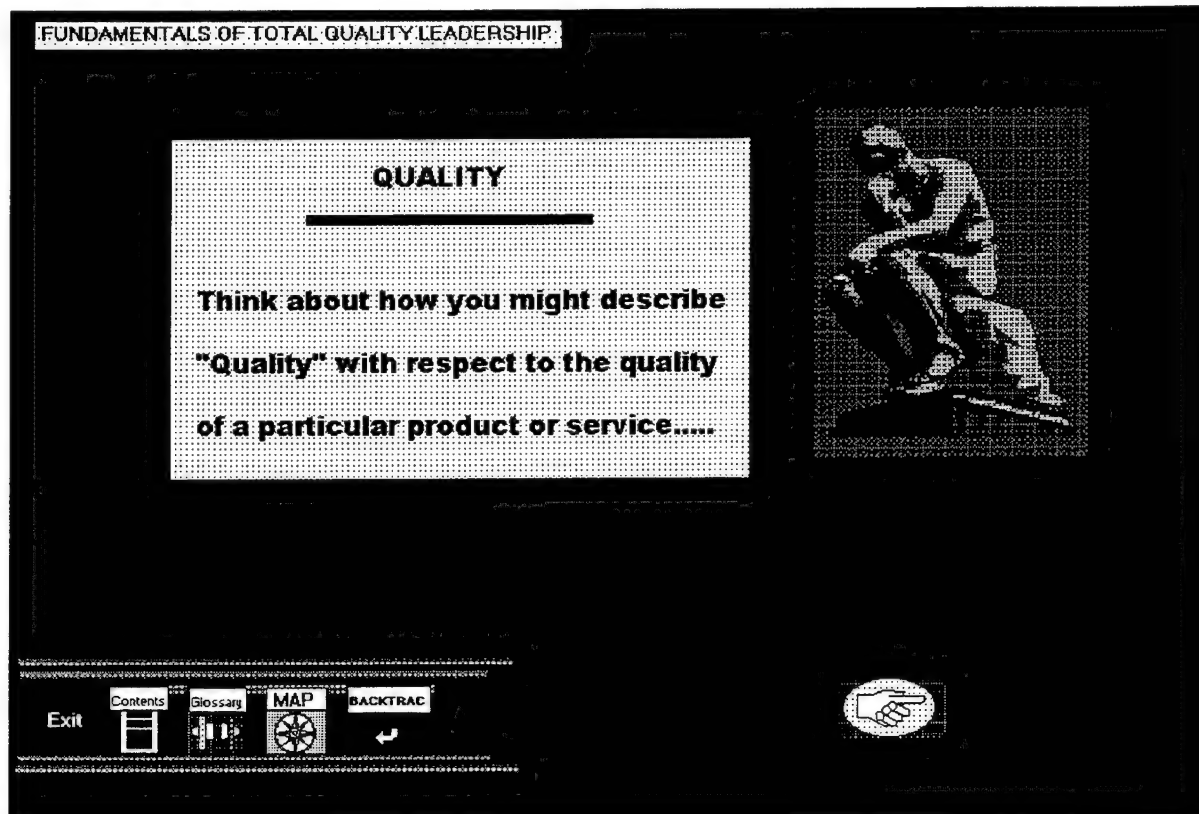 FUNDAMENTALS OF TOTAL QUALITY LEADERSHIP
QUALITY
Think about how you might describe
"Quality" with respect to the quality
of a particular product or service.....
Exit
Contents
Glossary
MAP
BACKTRAC